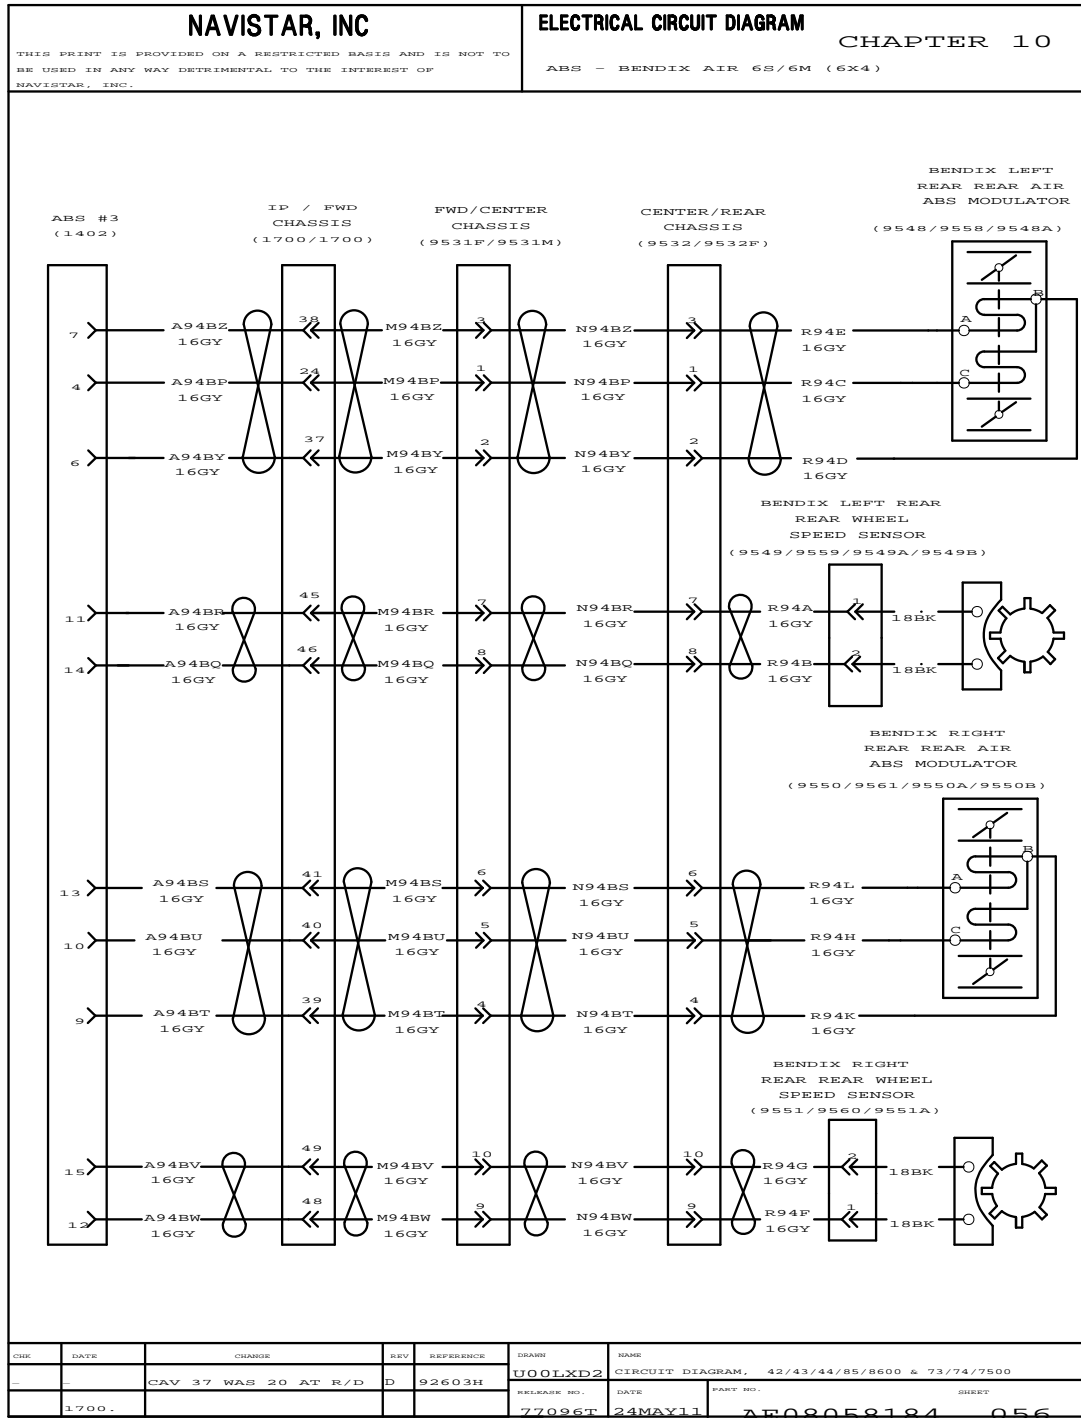 NAVISTAR, INC
THIS PRINT IS PROVIDED ON A RESTRICTED BASIS AND IS NOT TO
BE USED IN ANY WAY DETRIMENTAL TO THE INTEREST OF
NAVISTAR, INC.
ELECTRICAL CIRCUIT DIAGRAM
CHAPTER 10
ABS - BENDIX AIR 6S/6M (6X4)
ABS #3
(1402)
IP / FWD
CHASSIS
(1700/1700)
FWD/CENTER
CHASSIS
(9531F/9531M)
CENTER/REAR
CHASSIS
(9532/9532F)
BENDIX LEFT
REAR REAR AIR
ABS MODULATOR
(9548/9558/9548A)
B
7 A94BZ 38 M94BZ 3 N94BZ 3 R94E A
16GY 16GY 16GY 16GY
4 A94BP 24 M94BP 1 N94BP 1 R94C C
16GY 16GY 16GY 16GY
6 A94BY 37 M94BY 2 N94BY 2 R94D
16GY 16GY 16GY 16GY
BENDIX LEFT REAR
REAR WHEEL
SPEED SENSOR
(9549/9559/9549A/9549B)
11 A94BR 45 M94BR 7 N94BR 7 R94A 1 18BK
16GY 16GY 16GY 16GY
14 A94BQ 46 M94BQ 8 N94BQ 8 R94B 2 18BK
16GY 16GY 16GY 16GY
BENDIX RIGHT
REAR REAR AIR
ABS MODULATOR
(9550/9561/9550A/9550B)
B
13 A94BS 41 M94BS 6 N94BS 6 R94L A
16GY 16GY 16GY 16GY
10 A94BU 40 M94BU 5 N94BU 5 R94H C
16GY 16GY 16GY 16GY
9 A94BT 39 M94BT 4 N94BT 4 R94K
16GY 16GY 16GY 16GY
BENDIX RIGHT
REAR REAR WHEEL
SPEED SENSOR
(9551/9560/9551A)
15 A94BV 49 M94BV 10 N94BV 10 R94G 2 18BK
16GY 16GY 16GY 16GY
12 A94BW 48 M94BW 9 N94BW 9 R94F 1 18BK
16GY 16GY 16GY 16GY
CHK DATE CHANGE REV REFERENCE DRAWN NAME
- - CAV 37 WAS 20 AT R/D D 92603H U00LXD2 CIRCUIT DIAGRAM, 42/43/44/85/8600 & 73/74/7500
RELEASE NO. DATE PART NO. SHEET
1700. 77096T 24MAY11 AE08058184 056